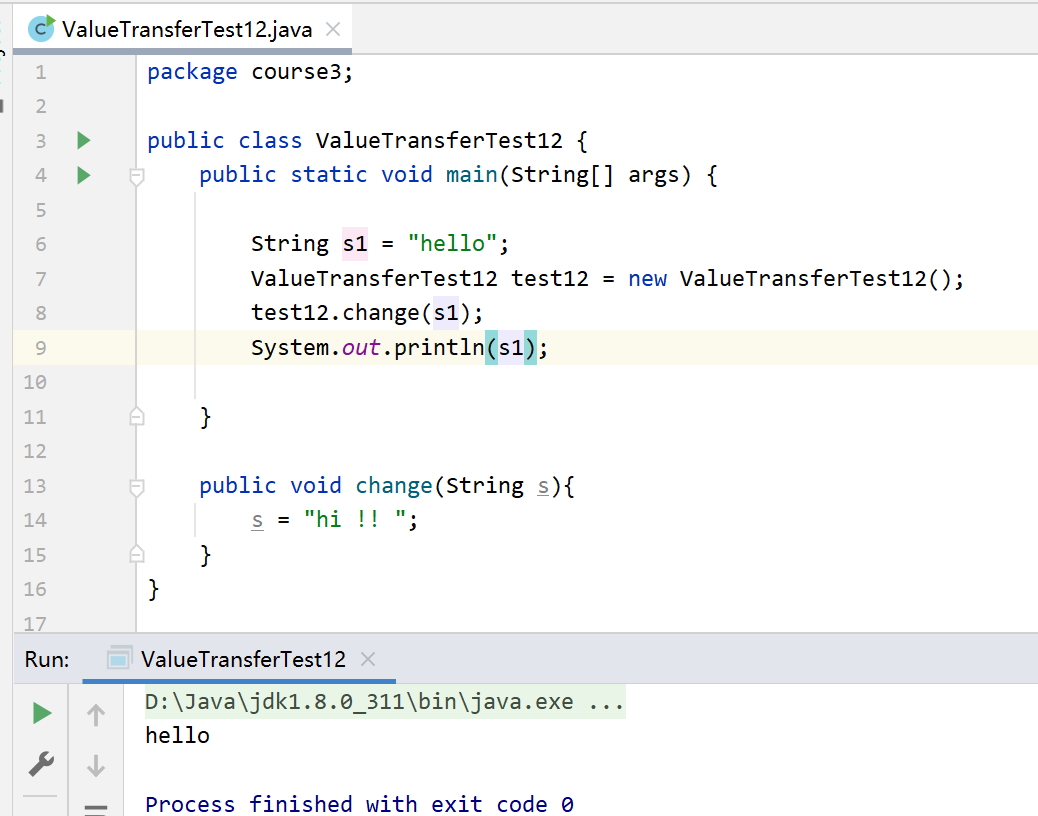 ValueTransferTest12.java
1 package course3;
2
3 public class ValueTransferTest12 {
4 public static void main(String[] args) {
5
6 String s1 = "hello";
7 ValueTransferTest12 test12 = new ValueTransferTest12();
8 test12.change(s1);
9 System.out.println(s1);
10
11 }
12
13 public void change(String s){
14 s = "hi !! ";
15 }
16 }
17
Run: ValueTransferTest12
D:\Java\jdk1.8.0_311\bin\java.exe ...
hello
Process finished with exit code 0